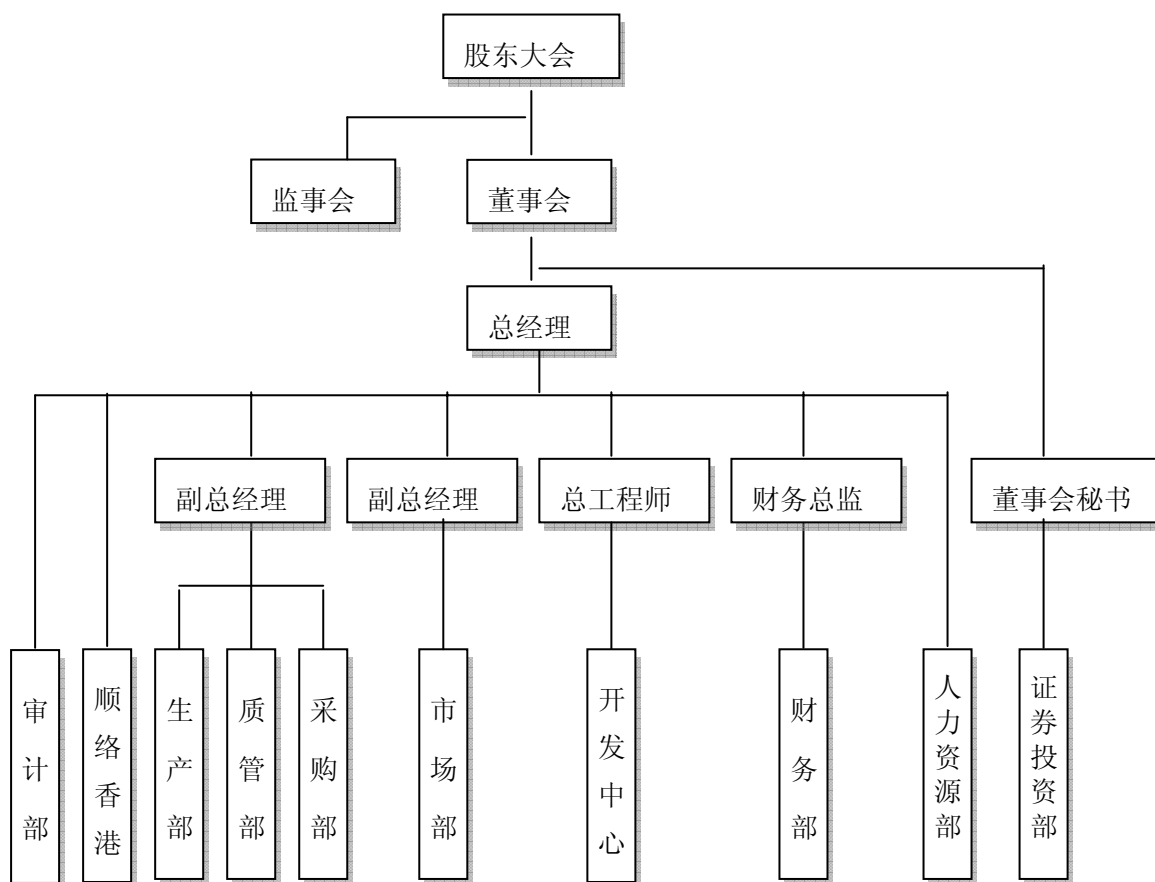 股东大会
监事会
董事会
总经理
副总经理
副总经理
总工程师
财务总监
董事会秘书
审计部
顺络香港
生产部
质管部
采购部
市场部
开发中心
财务部
人力资源部
证券投资部